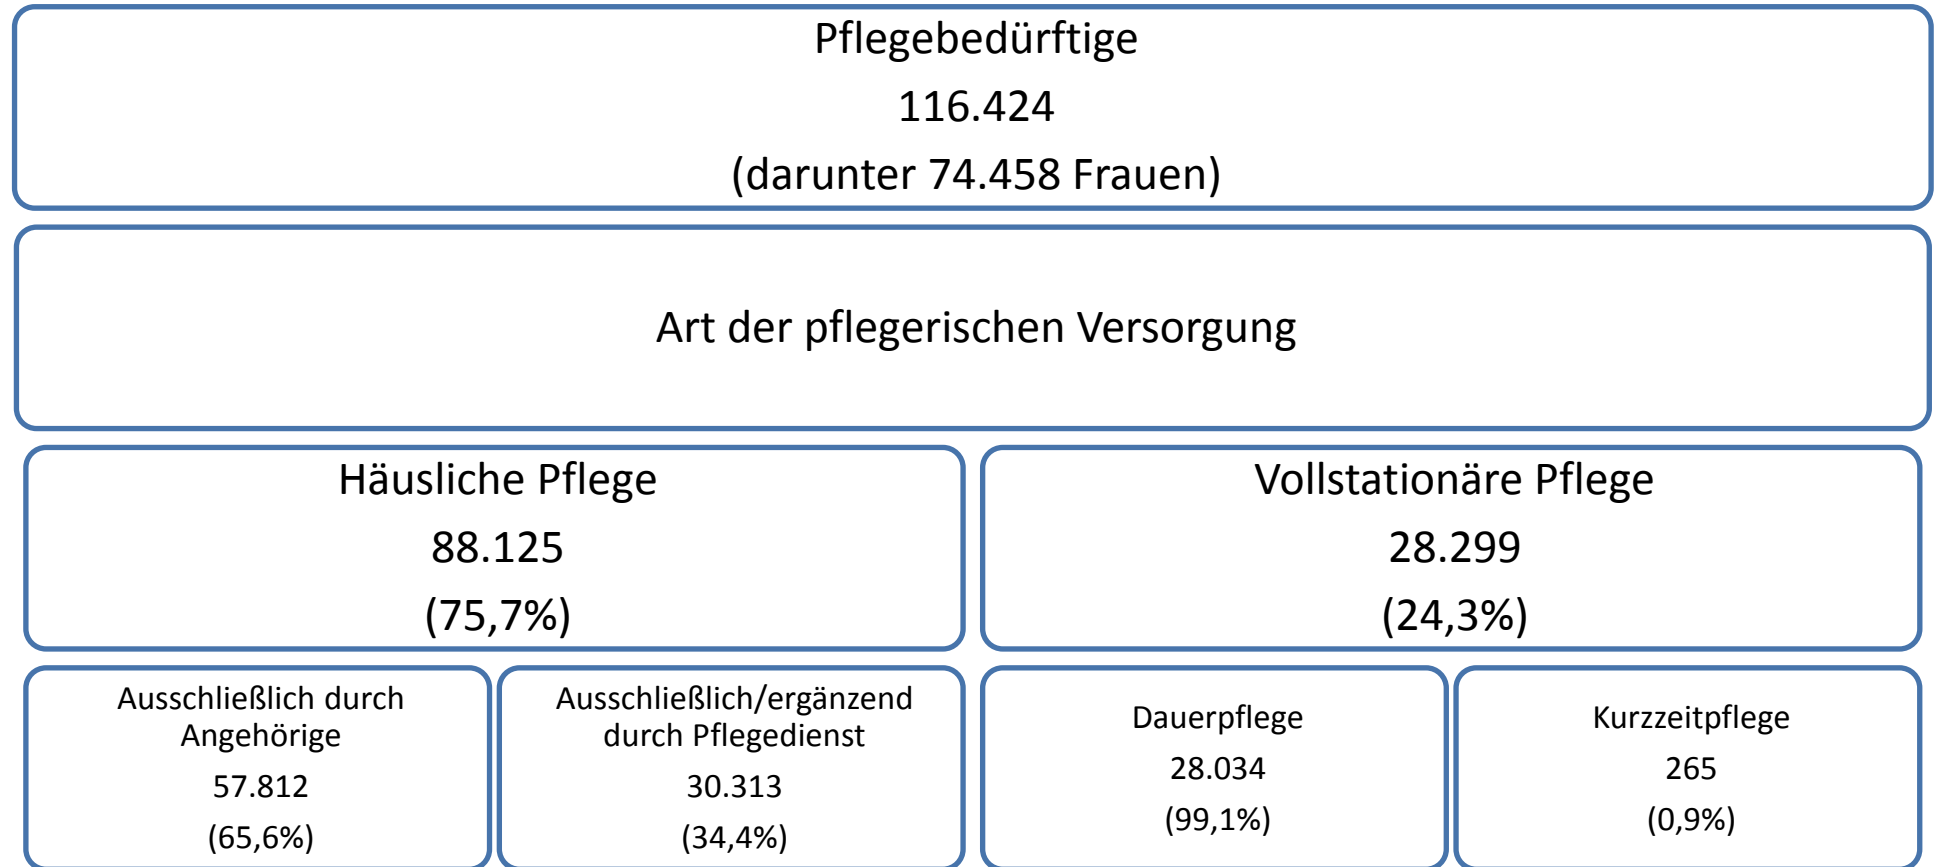 Pflegebedürftige
116.424
(darunter 74.458 Frauen)
Art der pflegerischen Versorgung
Häusliche Pflege
88.125
(75,7%)
Vollstationäre Pflege
28.299
(24,3%)
Ausschließlich durch
Angehörige
57.812
(65,6%)
Ausschließlich/ergänzend
durch Pflegedienst
30.313
(34,4%)
Dauerpflege
28.034
(99,1%)
Kurzzeitpflege
265
(0,9%)